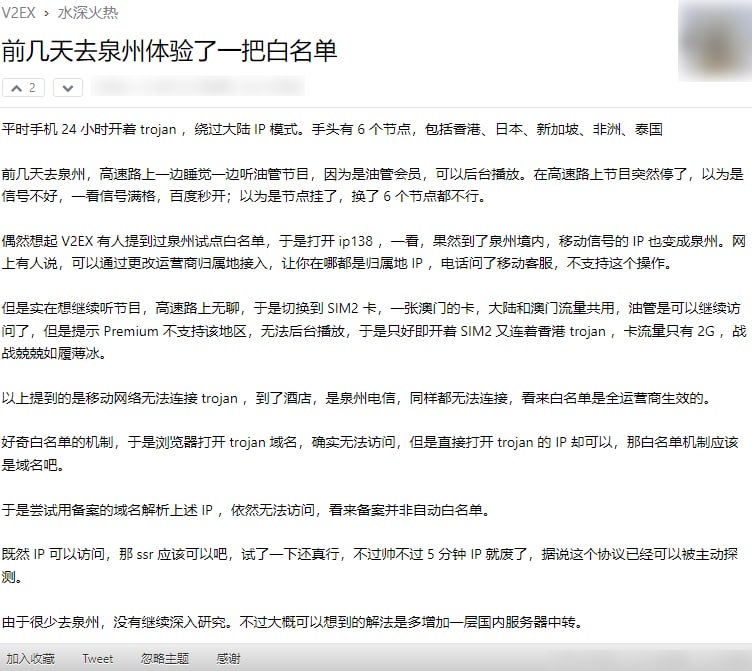 V2EX › 水深火热
前几天去泉州体验了一把白名单
2
平时手机 24 小时开着 trojan ，绕过大陆 IP 模式。手头有 6 个节点，包括香港、日本、新加坡、非洲、泰国
前几天去泉州，高速路上一边睡觉一边听油管节目，因为是油管会员，可以后台播放。在高速路上节目突然停了，以为是
信号不好，一看信号满格，百度秒开；以为是节点挂了，换了 6 个节点都不行。
偶然想起 V2EX 有人提到过泉州试点白名单，于是打开 ip138 ，一看，果然到了泉州境内，移动信号的 IP 也变成泉州。网
上有人说，可以通过更改运营商归属地接入，让你在哪都是归属地 IP ，电话问了移动客服，不支持这个操作。
但是实在想继续听节目，高速路上无聊，于是切换到 SIM2 卡，一张澳门的卡，大陆和澳门流量共用，油管是可以继续访
问了，但是提示 Premium 不支持该地区，无法后台播放，于是只好即开着 SIM2 又连着香港 trojan ，卡流量只有 2G ，战
战兢兢如履薄冰。
以上提到的是移动网络无法连接 trojan ，到了酒店，是泉州电信，同样都无法连接，看来白名单是全运营商生效的。
好奇白名单的机制，于是浏览器打开 trojan 域名，确实无法访问，但是直接打开 trojan 的 IP 却可以，那白名单机制应该
是域名吧。
于是尝试用备案的域名解析上述 IP ，依然无法访问，看来备案并非自动白名单。
既然 IP 可以访问，那 ssr 应该可以吧，试了一下还真行，不过帅不过 5 分钟 IP 就废了，据说这个协议已经可以被主动探
测。
由于很少去泉州，没有继续深入研究。不过大概可以想到的解法是多增加一层国内服务器中转。
加入收藏 Tweet 忽略主题 感谢